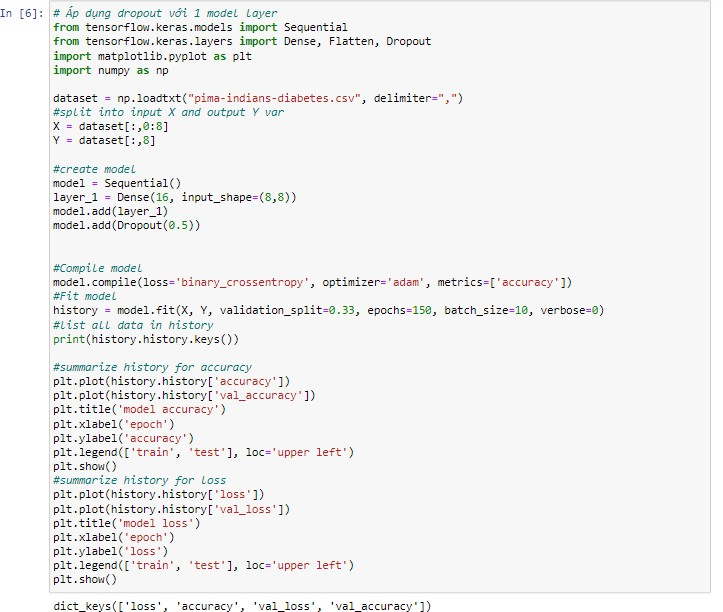 In [6]: # Áp dụng dropout với 1 model layer
from tensorflow.keras.models import Sequential
from tensorflow.keras.layers import Dense, Flatten, Dropout
import matplotlib.pyplot as plt
import numpy as np
dataset = np.loadtxt("pima-indians-diabetes.csv", delimiter=",")
#split into input X and output Y var
X = dataset[:,0:8]
Y = dataset[:,8]
#create model
model = Sequential()
layer_1 = Dense(16, input_shape=(8,8))
model.add(layer_1)
model.add(Dropout(0.5))
#Compile model
model.compile(loss='binary_crossentropy', optimizer='adam', metrics=['accuracy'])
#Fit model
history = model.fit(X, Y, validation_split=0.33, epochs=150, batch_size=10, verbose=0)
#list all data in history
print(history.history.keys())
#summarize history for accuracy
plt.plot(history.history['accuracy'])
plt.plot(history.history['val_accuracy'])
plt.title('model accuracy')
plt.xlabel('epoch')
plt.ylabel('accuracy')
plt.legend(['train', 'test'], loc='upper left')
plt.show()
#summarize history for loss
plt.plot(history.history['loss'])
plt.plot(history.history['val_loss'])
plt.title('model loss')
plt.xlabel('epoch')
plt.ylabel('loss')
plt.legend(['train', 'test'], loc='upper left')
plt.show()
dict_keys(['loss', 'accuracy', 'val_loss', 'val_accuracy'])